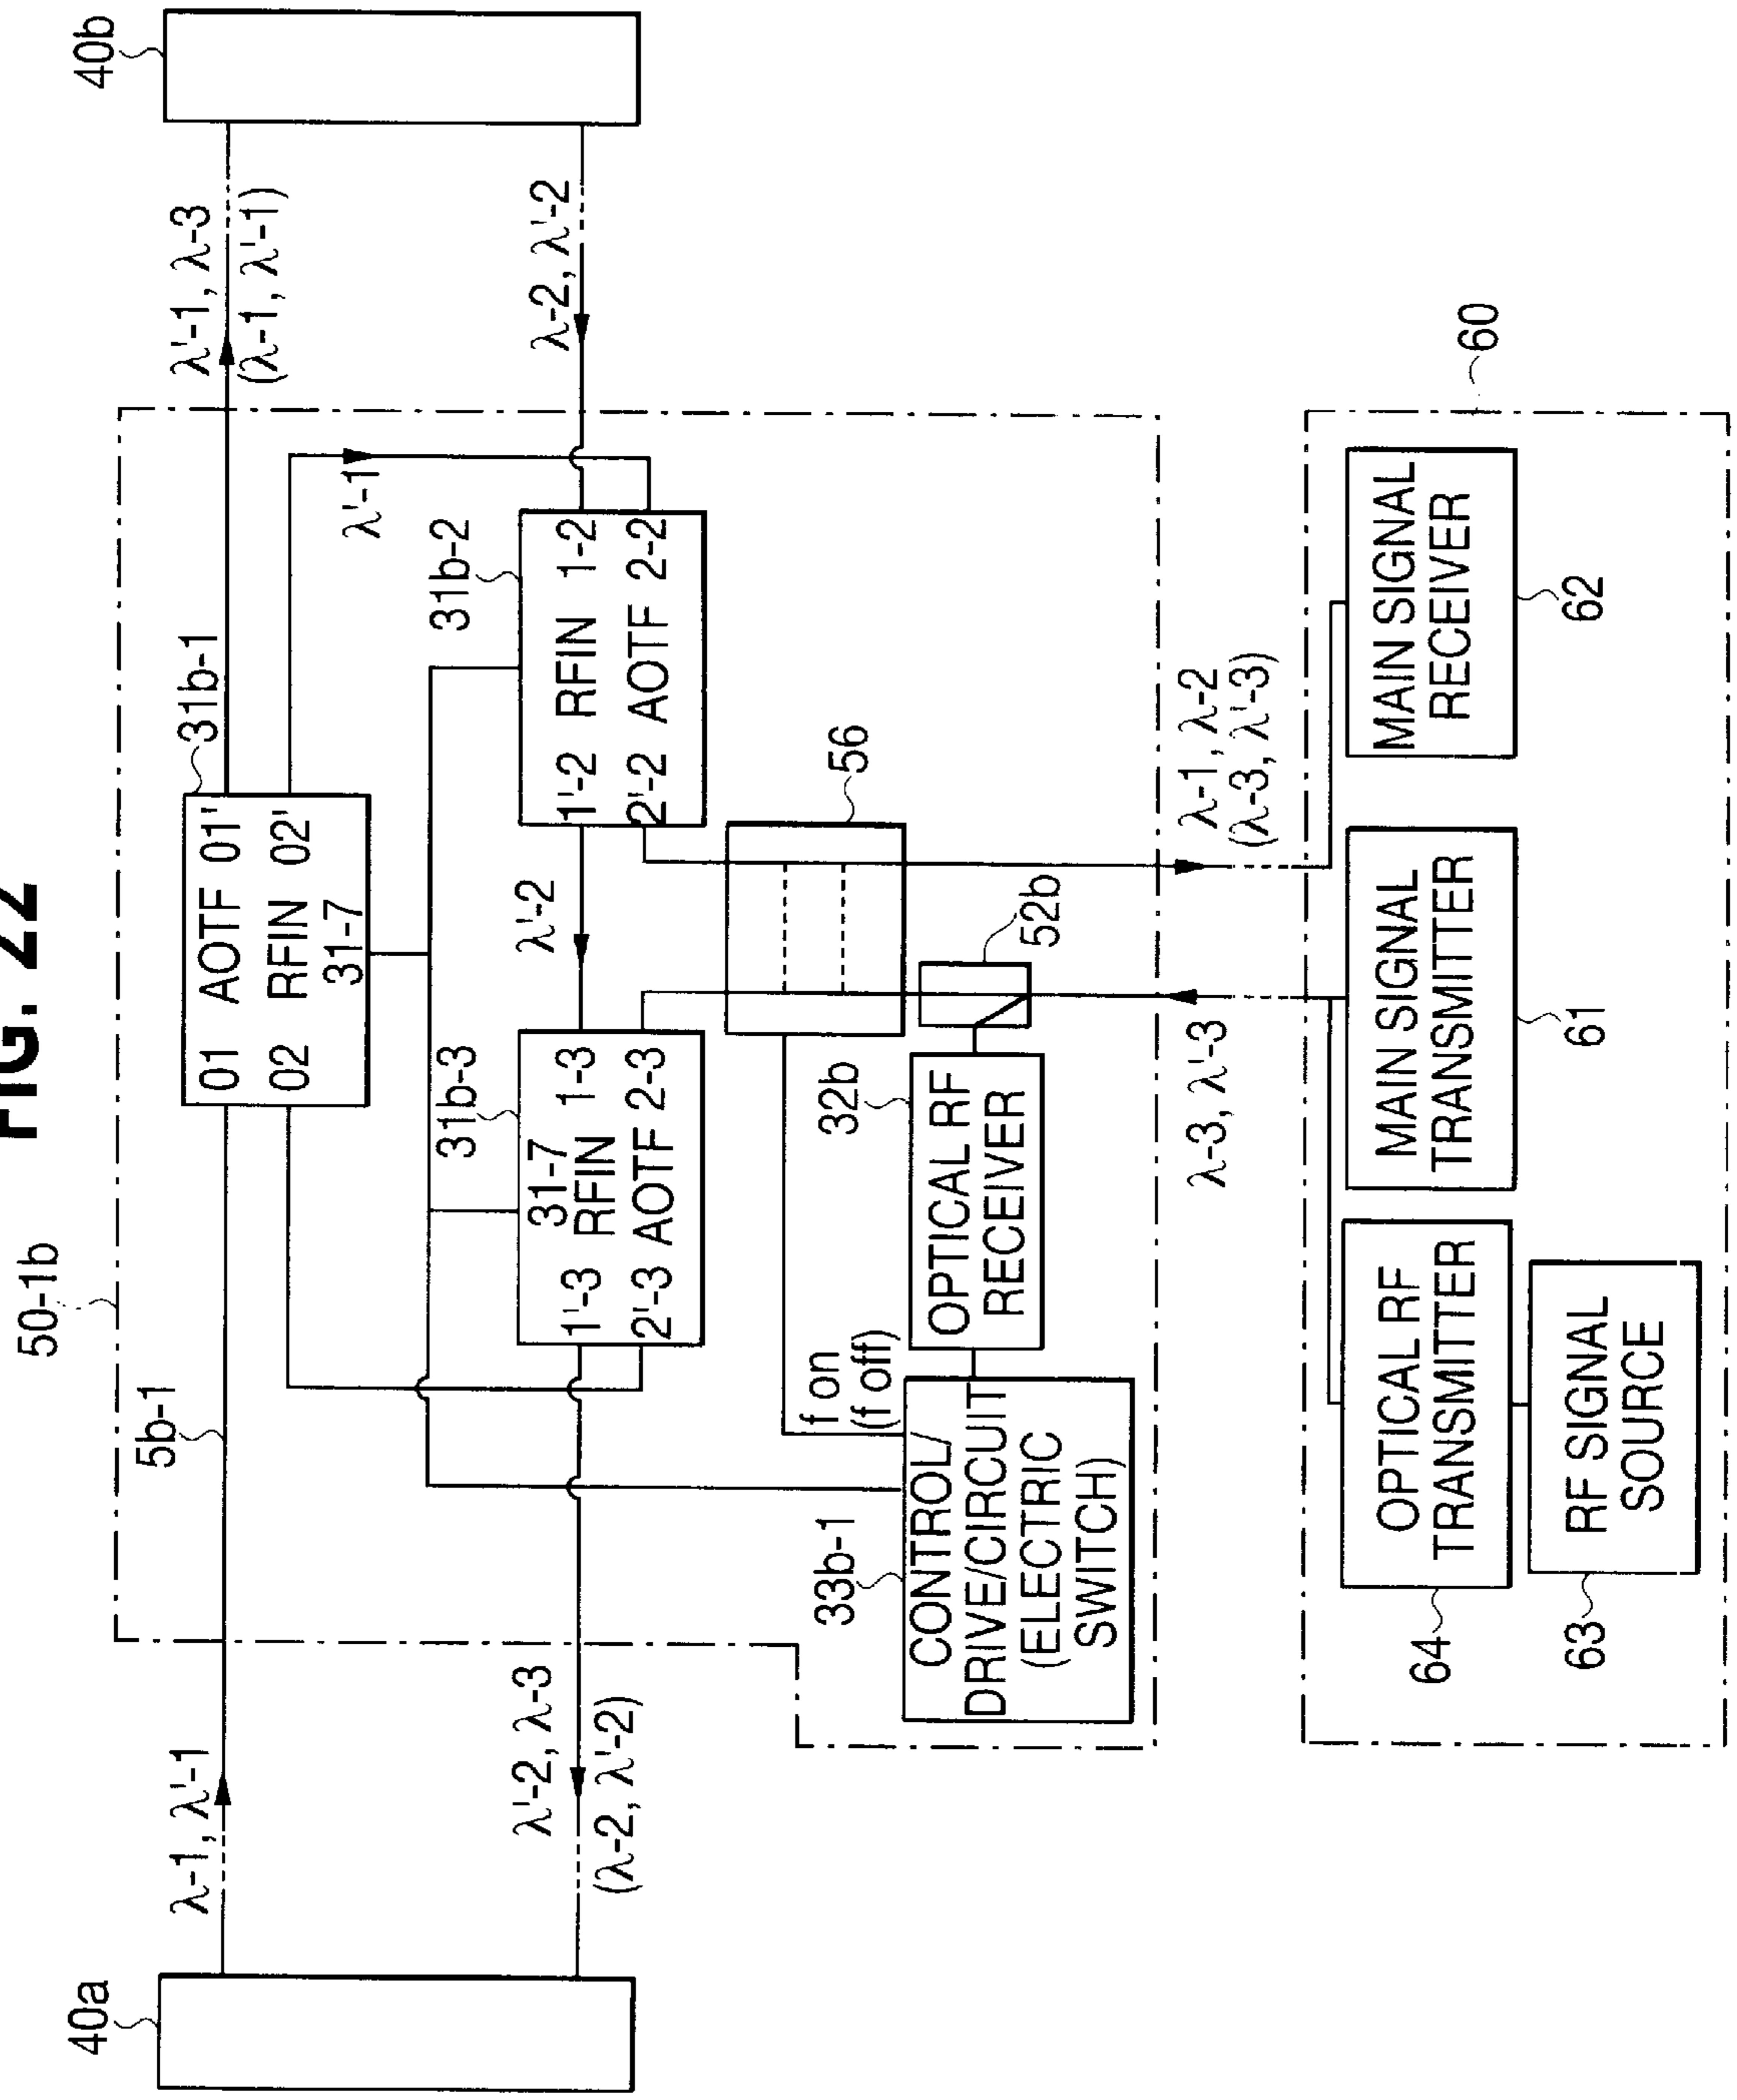 FIG. 22
50-1b
40a
40b
λ-1, λ'-1
5b-1
31b-1
λ'-1, λ-3
(λ-1, λ'-1)
01 AOTF 01'
02 RFIN 02'
31-7
λ'-1
31b-3
31b-2
λ'-2, λ-3
(λ-2, λ'-2)
31-7
1'-3 RFIN 1-3
2'-3 AOTF 2-3
λ'-2
1'-2 RFIN 1-2
2'-2 AOTF 2-2
λ-2, λ'-2
f on
(f off)
56
33b-1
32b
52b
CONTROL/
DRIVE/CIRCUIT
(ELECTRIC
SWITCH)
OPTICAL RF
RECEIVER
λ-3, λ'-3
λ-1, λ-2
(λ-3, λ'-3)
60
OPTICAL RF
TRANSMITTER
MAIN SIGNAL
TRANSMITTER
MAIN SIGNAL
RECEIVER
64
61
62
RF SIGNAL
SOURCE
63